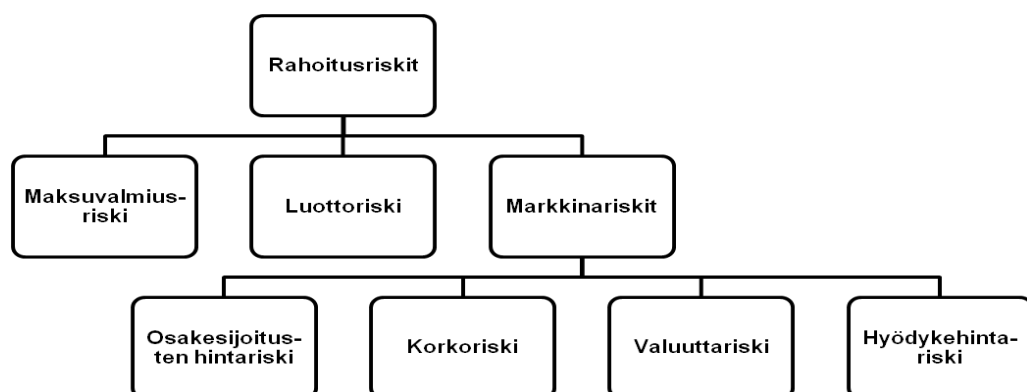 Rahoitusriskit
Maksuvalmius-
riski
Luottoriski
Markkinariskit
Osakesijoitus-
ten hintariski
Korkoriski
Valuuttariski
Hyödykehinta-
riski